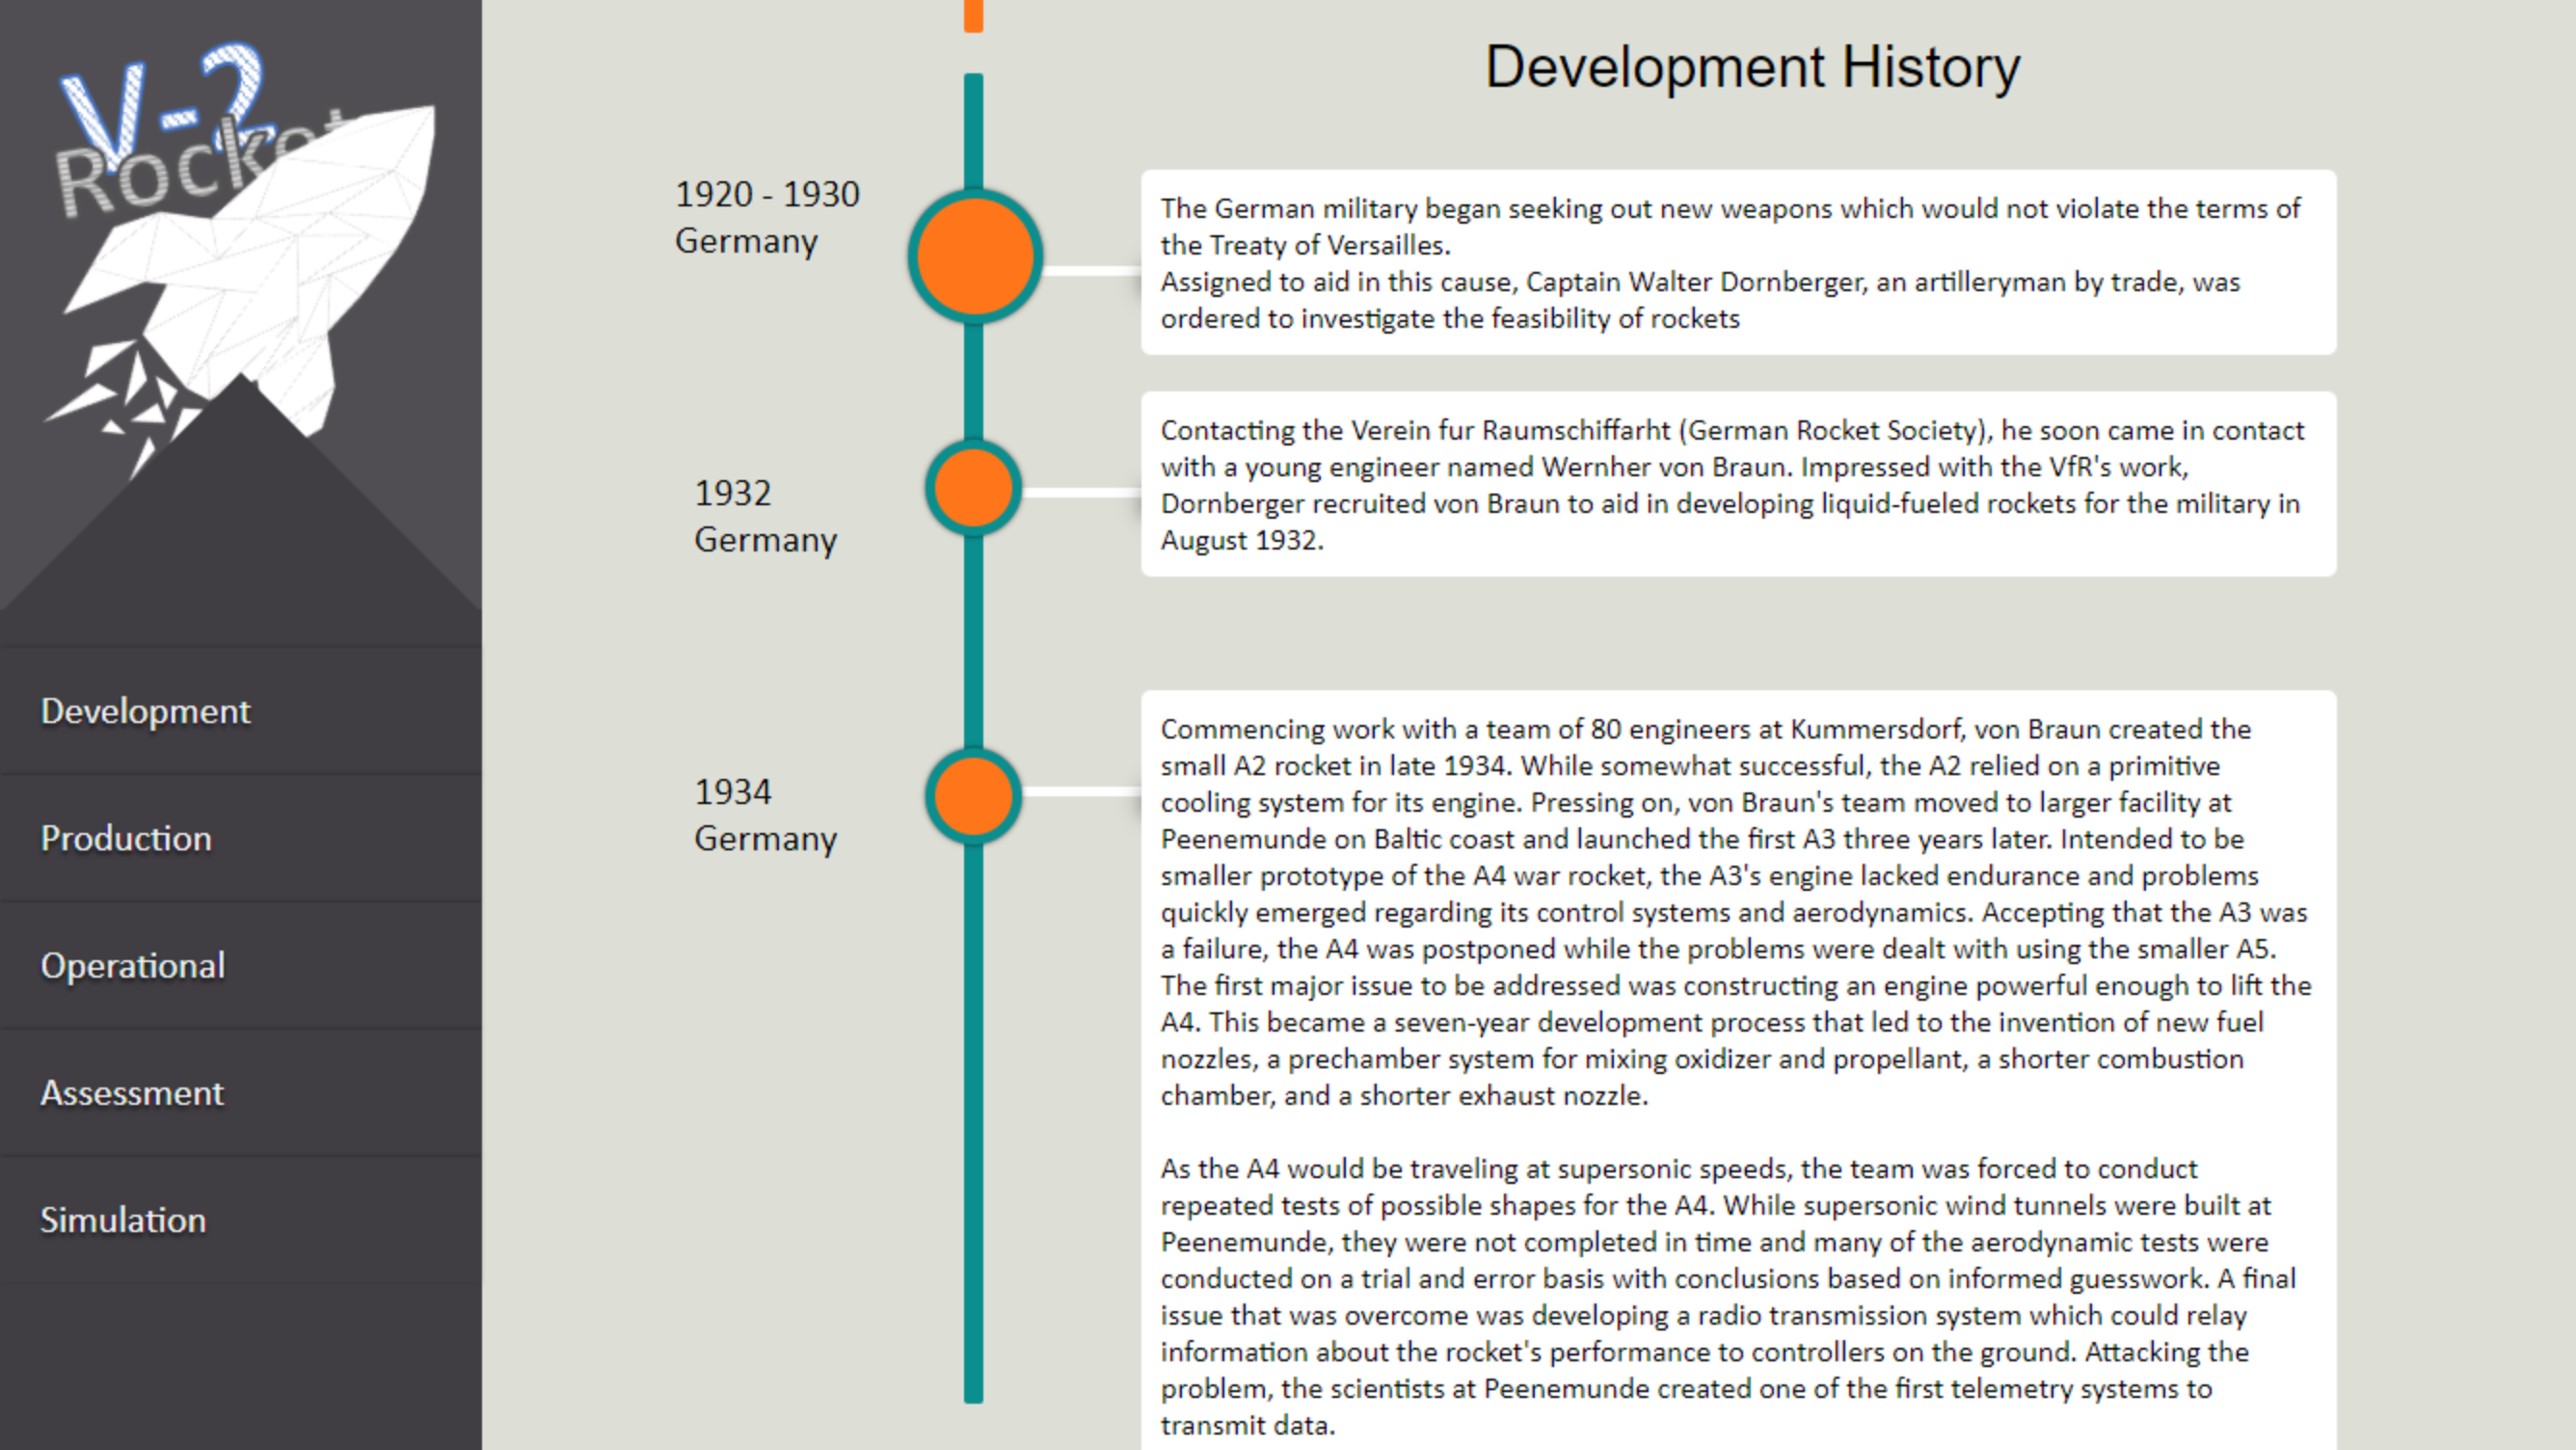 V-2
Rocket
Development
Production
Operational
Assessment
Simulation
Development History
1920 - 1930
Germany
The German military began seeking out new weapons which would not violate the terms of
the Treaty of Versailles.
Assigned to aid in this cause, Captain Walter Dornberger, an artilleryman by trade, was
ordered to investigate the feasibility of rockets
1932
Germany
Contacting the Verein fur Raumschiffarht (German Rocket Society), he soon came in contact
with a young engineer named Wernher von Braun. Impressed with the VfR's work,
Dornberger recruited von Braun to aid in developing liquid-fueled rockets for the military in
August 1932.
1934
Germany
Commencing work with a team of 80 engineers at Kummersdorf, von Braun created the
small A2 rocket in late 1934. While somewhat successful, the A2 relied on a primitive
cooling system for its engine. Pressing on, von Braun's team moved to larger facility at
Peenemunde on Baltic coast and launched the first A3 three years later. Intended to be
smaller prototype of the A4 war rocket, the A3's engine lacked endurance and problems
quickly emerged regarding its control systems and aerodynamics. Accepting that the A3 was
a failure, the A4 was postponed while the problems were dealt with using the smaller A5.
The first major issue to be addressed was constructing an engine powerful enough to lift the
A4. This became a seven-year development process that led to the invention of new fuel
nozzles, a prechamber system for mixing oxidizer and propellant, a shorter combustion
chamber, and a shorter exhaust nozzle.
As the A4 would be traveling at supersonic speeds, the team was forced to conduct
repeated tests of possible shapes for the A4. While supersonic wind tunnels were built at
Peenemunde, they were not completed in time and many of the aerodynamic tests were
conducted on a trial and error basis with conclusions based on informed guesswork. A final
issue that was overcome was developing a radio transmission system which could relay
information about the rocket's performance to controllers on the ground. Attacking the
problem, the scientists at Peenemunde created one of the first telemetry systems to
transmit data.